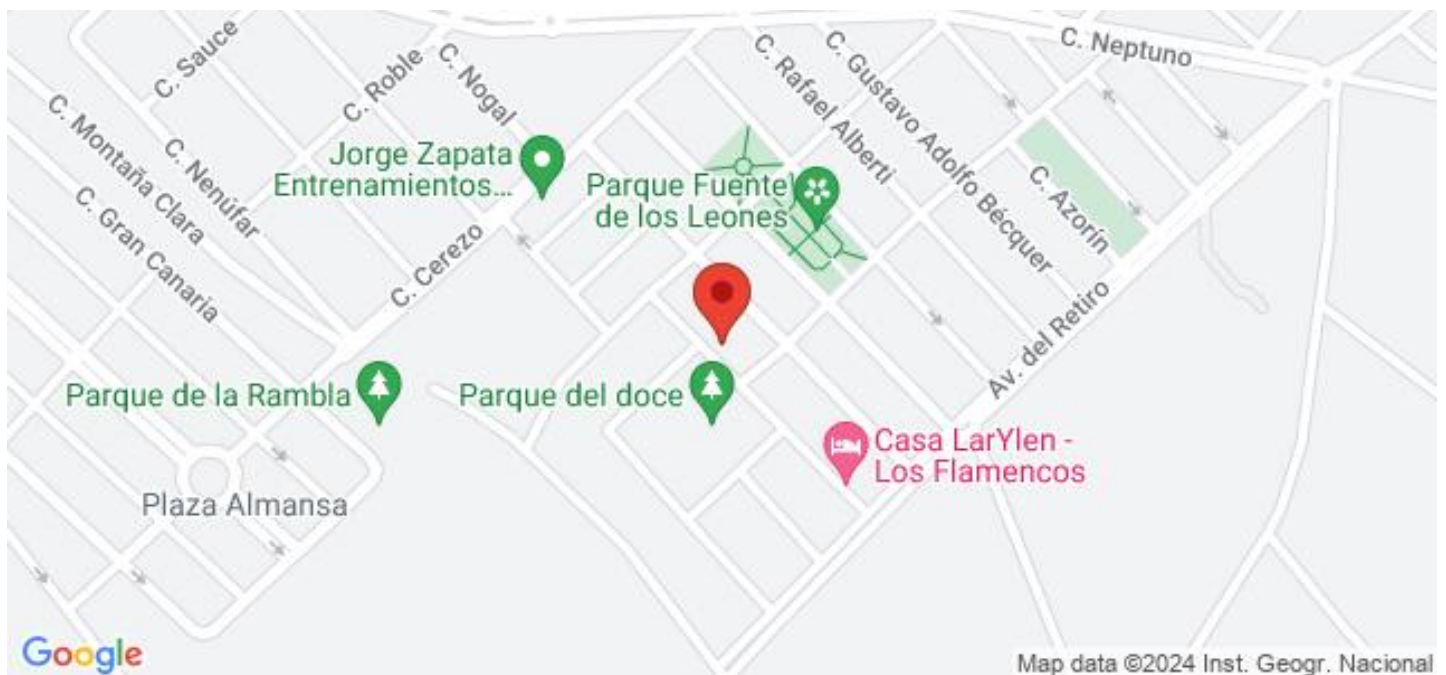 C. Sauce
C. Roble
C. Nogal
C. Rafael Alberti
C. Gustavo Adolfo Bécquer
C. Neptuno
C. Montaña Clara
C. Nenúfar
Jorge Zapata
Entrenamientos...
Parque Fuente
de los Leones
C. Azorín
C. Gran Canaria
C. Cerezo
Av. del Retiro
Parque de la Rambla
Parque del doce
Casa LarYlen -
Los Flamencos
Plaza Almansa
Google
Map data ©2024 Inst. Geogr. Nacional